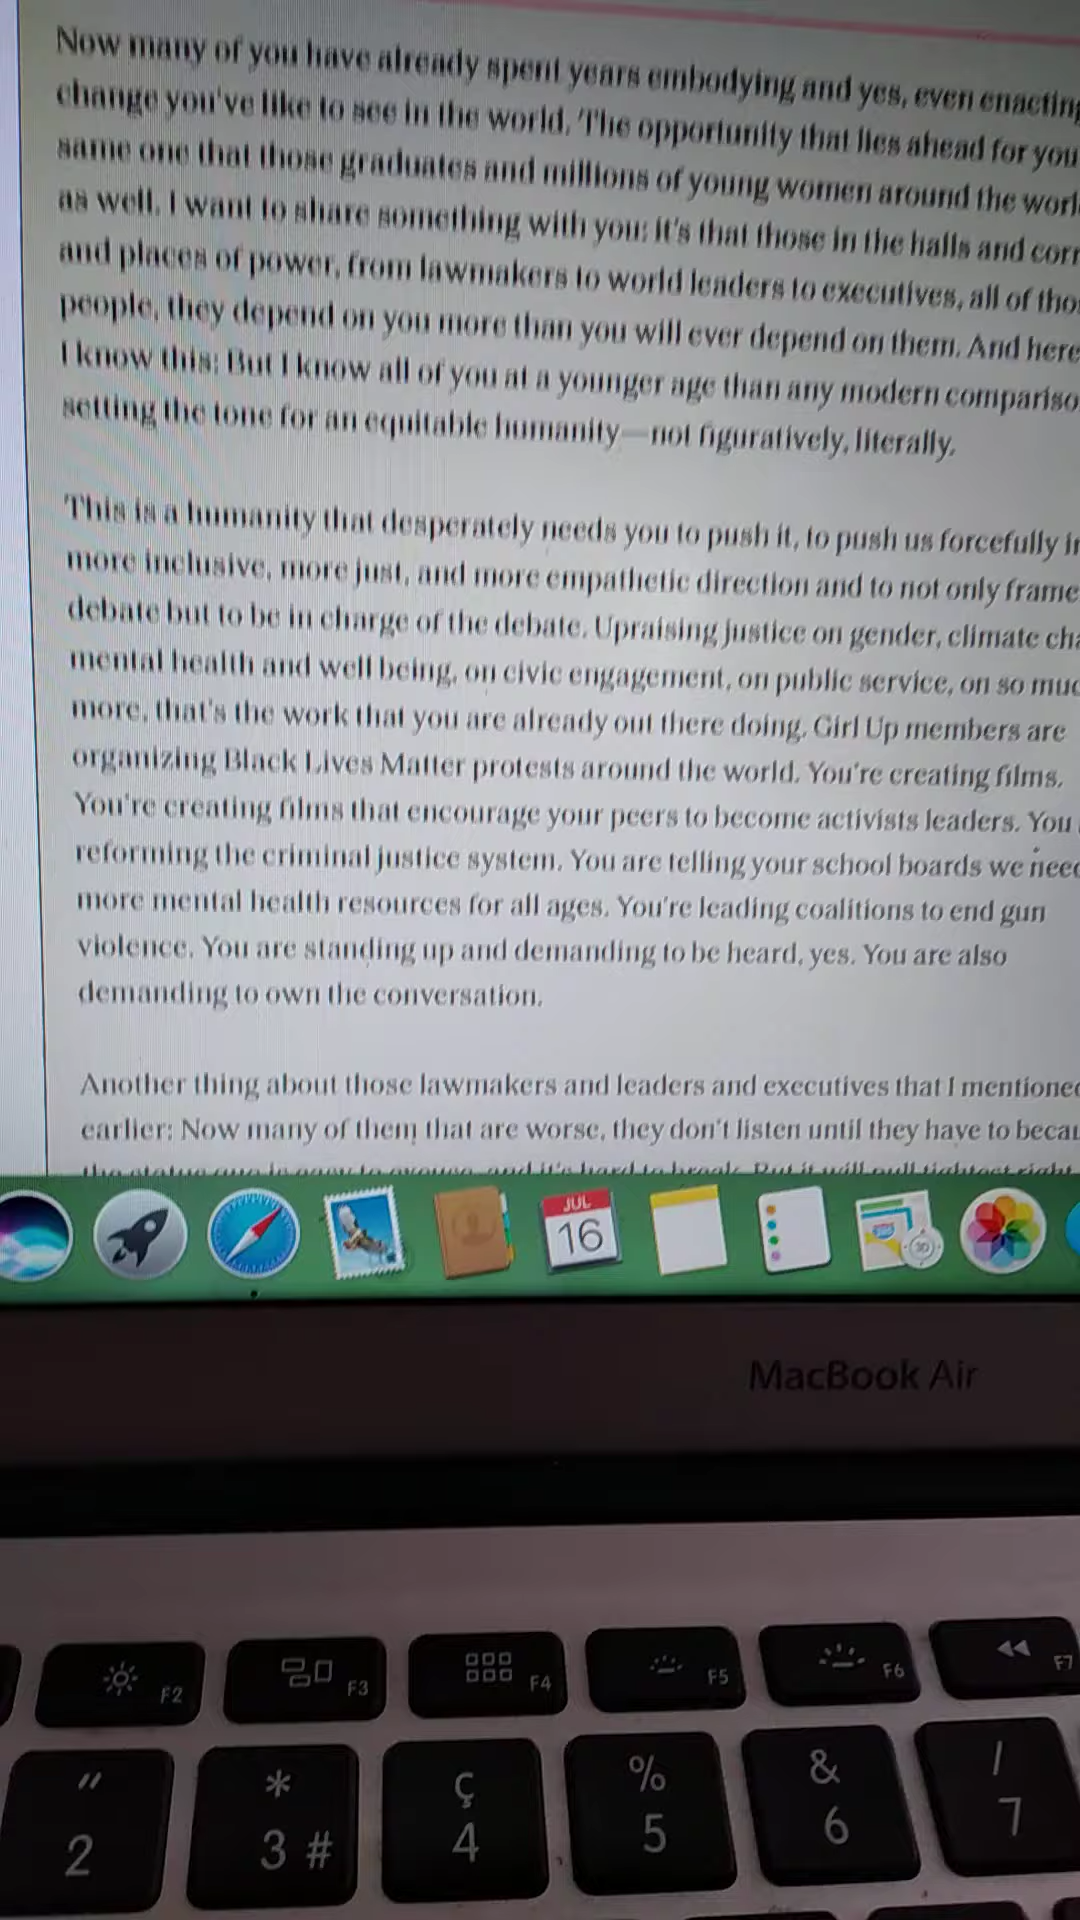 Now many of you have already spent years embodying and yes, even enacting
change you've like to see in the world. The opportunity that lies ahead for you
same one that those graduates and millions of young women around the
as well. I want to share something with you: it's that those in the halls and
and places of power, from lawmakers to world leaders to executives, all of
people, they depend on you more than you will ever depend on them. And here
I know this: But I know all of you at a younger age than any modern
setting the tone for an equitable humanity—not figuratively, literally.
This is a humanity that desperately needs you to push it, to push us forcefully
more inclusive, more just, and more empathetic direction and to not only frame
debate but to be in charge of the debate. Upraising justice on gender, climate
mental health and well being, on civic engagement, on public service, on so
more, that's the work that you are already out there doing. Girl Up members are
organizing Black Lives Matter protests around the world. You're creating films.
You're creating films that encourage your peers to become activists leaders. You
reforming the criminal justice system. You are telling your school boards we
more mental health resources for all ages. You're leading coalitions to end gun
violence. You are standing up and demanding to be heard, yes. You are also
demanding to own the conversation.
Another thing about those lawmakers and leaders and executives that I mentioned
earlier: Now many of them that are worse, they don't listen until they have to
JUL
16
MacBook Air
F2 F3 F4 F5 F6 F7
" * ç % & /
2 3 # 4 5 6 7